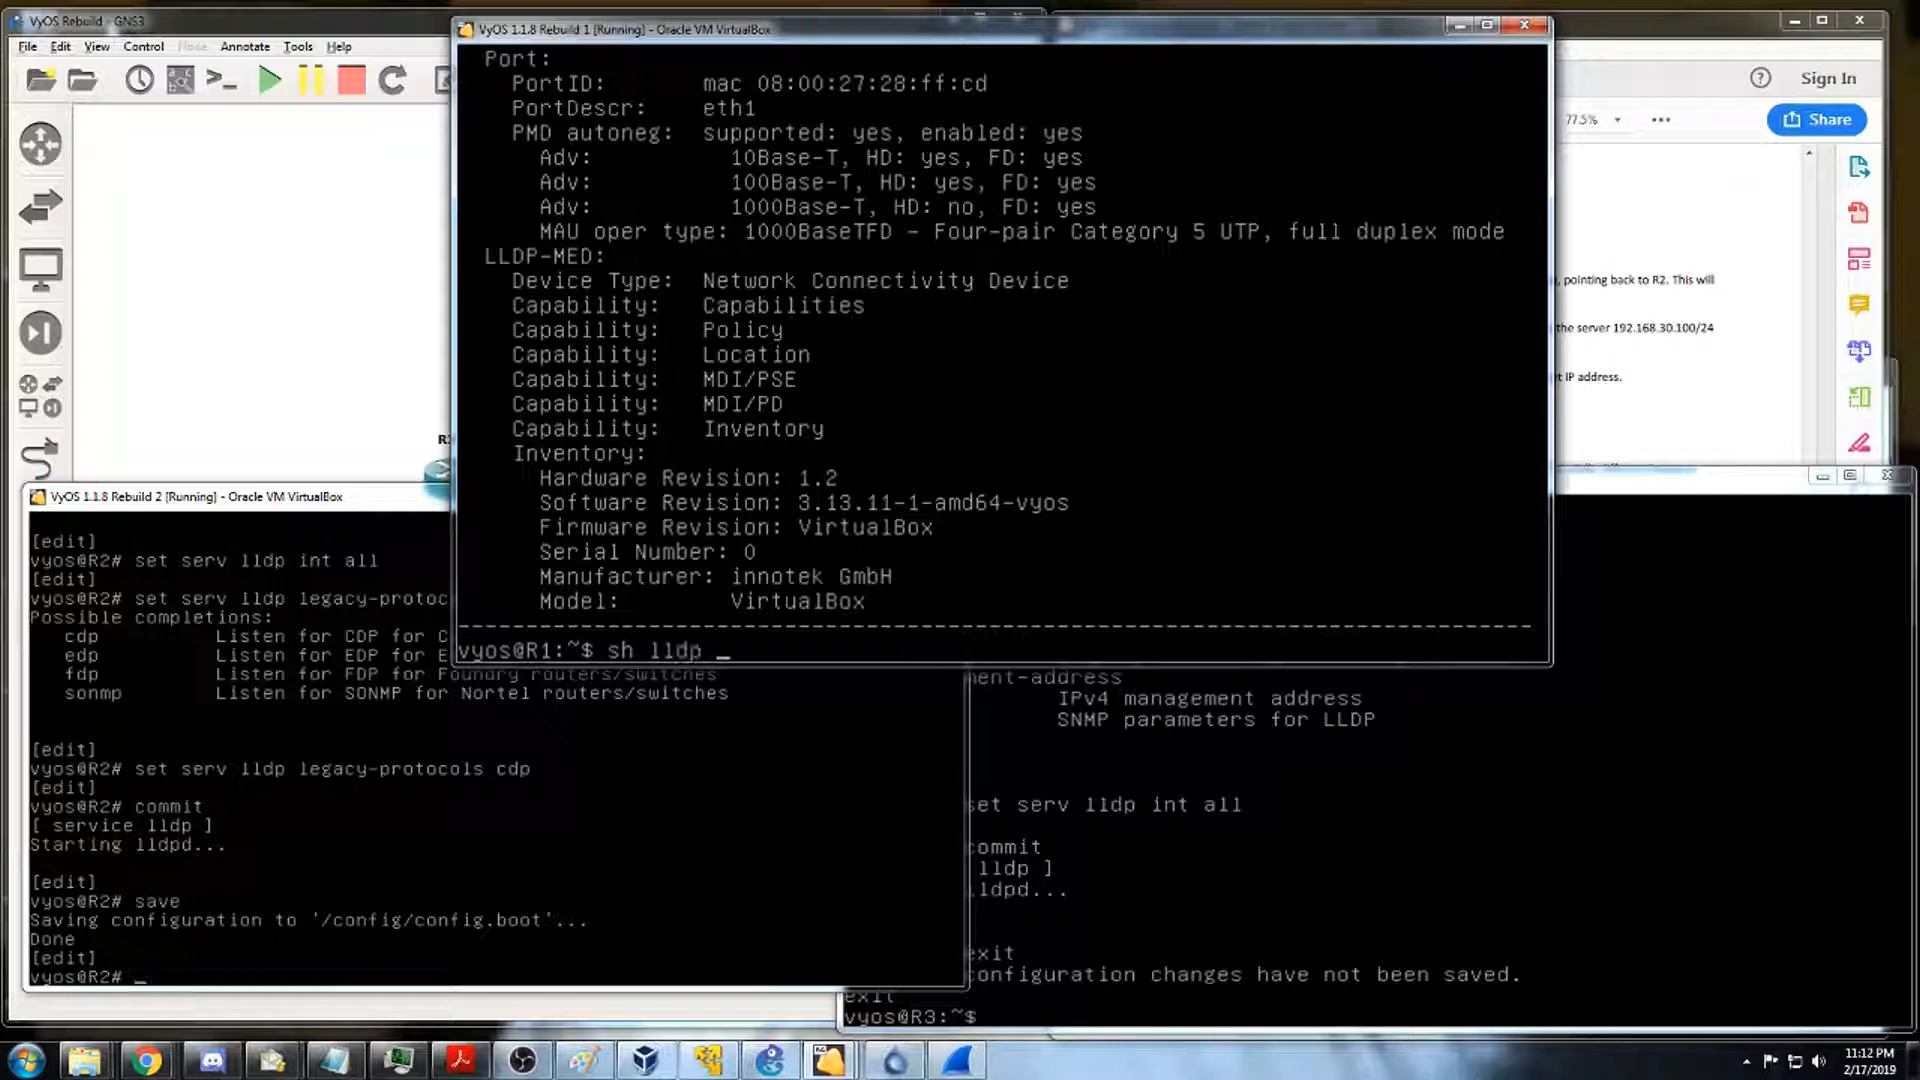 VyOS Rebuild - GNS3
File Edit View Control Node Annotate Tools Help
VyOS 1.1.8 Rebuild 1 [Running] - Oracle VM VirtualBox
Port:
PortID: mac 08:00:27:28:ff:cd
PortDescr: eth1
PMD autoneg: supported: yes, enabled: yes
Adv: 10Base-T, HD: yes, FD: yes
Adv: 100Base-T, HD: yes, FD: yes
Adv: 1000Base-T, HD: no, FD: yes
MAU oper type: 1000BaseTFD - Four-pair Category 5 UTP, full duplex mode
LLDP-MED:
Device Type: Network Connectivity Device
Capability: Capabilities
Capability: Policy
Capability: Location
Capability: MDI/PSE
Capability: MDI/PD
Capability: Inventory
Inventory:
Hardware Revision: 1.2
Software Revision: 3.13.11-1-amd64-vyos
Firmware Revision: VirtualBox
Serial Number: 0
Manufacturer: innotek GmbH
Model: VirtualBox
--------------------------------------------------------------------------------
vyos@R1:~$ sh lldp _
Sign In
77.5%
Share
, pointing back to R2. This will
the server 192.168.30.100/24
t IP address.
VyOS 1.1.8 Rebuild 2 [Running] - Oracle VM VirtualBox
[edit]
vyos@R2# set serv lldp int all
[edit]
vyos@R2# set serv lldp legacy-protoc
Possible completions:
cdp Listen for CDP for C
edp Listen for EDP for E
fdp Listen for FDP for Foundry routers/switches
sonmp Listen for SONMP for Nortel routers/switches
[edit]
vyos@R2# set serv lldp legacy-protocols cdp
[edit]
vyos@R2# commit
[ service lldp ]
Starting lldpd...
[edit]
vyos@R2# save
Saving configuration to '/config/config.boot'...
Done
[edit]
vyos@R2# _
ment-address
IPv4 management address
SNMP parameters for LLDP
set serv lldp int all
commit
lldp ]
lldpd...
exit
configuration changes have not been saved.
exit
vyos@R3:~$
11:12 PM
2/17/2019